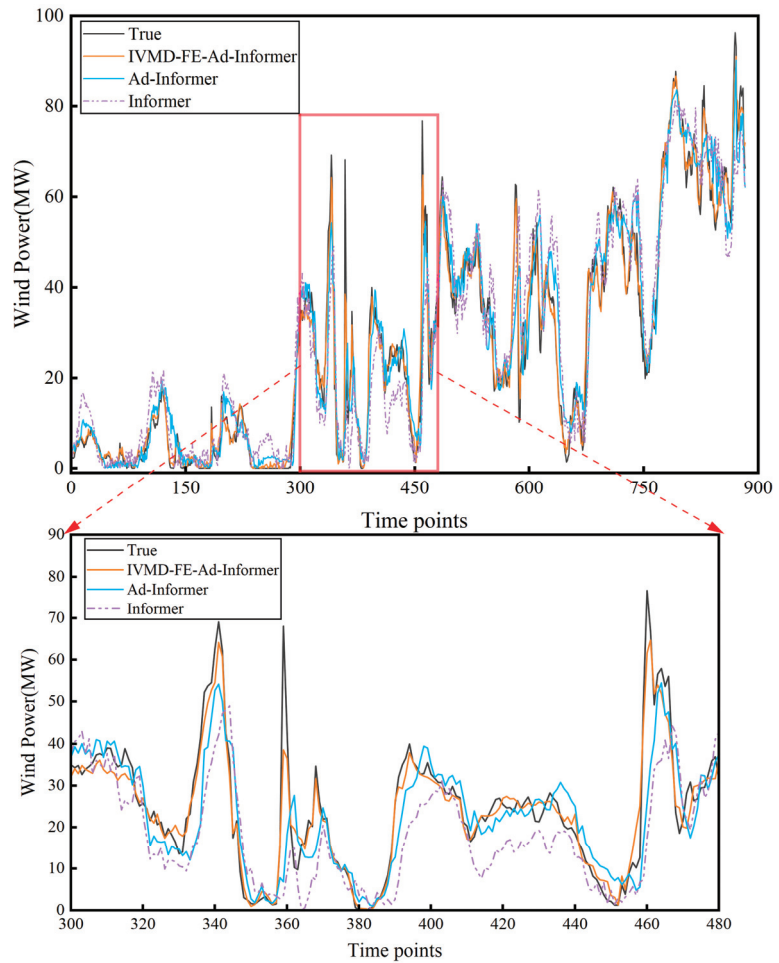 100
80
60
40
20
0
Wind Power(MW)
True
IVMD-FE-Ad-Informer
Ad-Informer
Informer
0 150 300 450 600 750 900
Time points
90
80
70
60
50
40
30
20
10
0
Wind Power(MW)
True
IVMD-FE-Ad-Informer
Ad-Informer
Informer
300 320 340 360 380 400 420 440 460 480
Time points